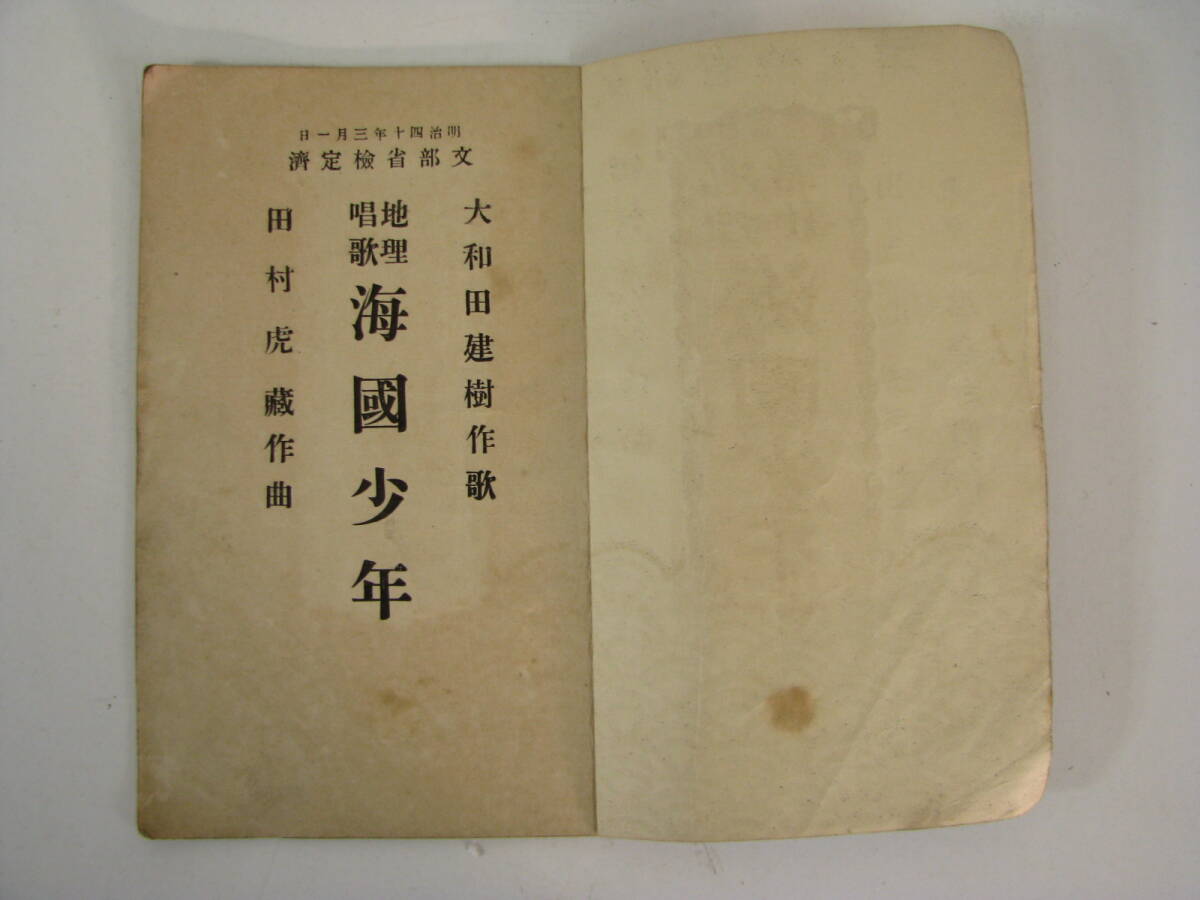 明治四十年三月一日
文部省檢定濟
大和田建樹作歌
地理唱歌
海國少年
田村虎藏作曲